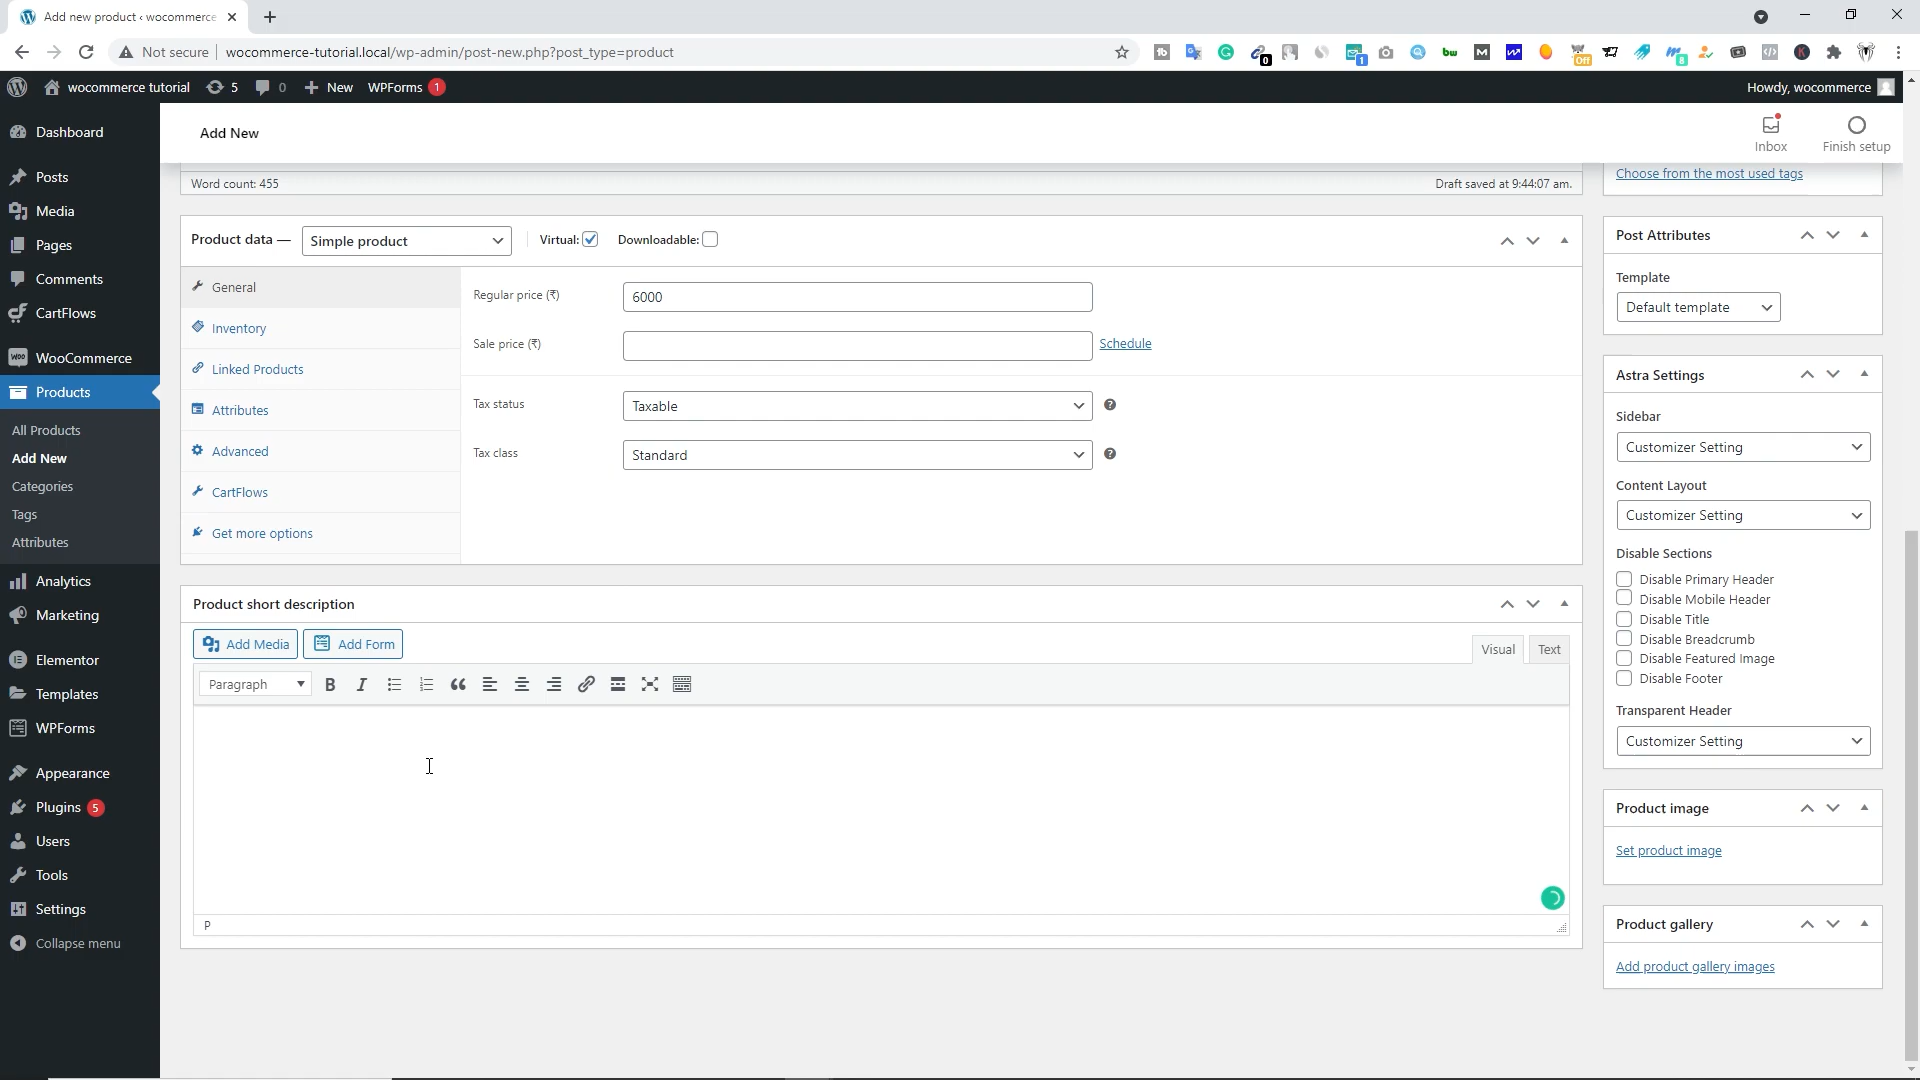 Add new product ‹ wocommerce
Not secure
wocommerce-tutorial.local/wp-admin/post-new.php?post_type=product
wocommerce tutorial
5
0
New
WPForms
1
Howdy, wocommerce
Add New
Inbox
Finish setup
Dashboard
Posts
Media
Pages
Comments
CartFlows
WooCommerce
Products
All Products
Add New
Categories
Tags
Attributes
Analytics
Marketing
Elementor
Templates
WPForms
Appearance
Plugins 5
Users
Tools
Settings
Collapse menu
Word count: 455
Draft saved at 9:44:07 am.
Product data —
Simple product
Virtual:
Downloadable:
General
Inventory
Linked Products
Attributes
Advanced
CartFlows
Get more options
Regular price (₹)
6000
Sale price (₹)
Schedule
Tax status
Taxable
Tax class
Standard
Product short description
Add Media
Add Form
Visual
Text
Paragraph
P
Choose from the most used tags
Post Attributes
Template
Default template
Astra Settings
Sidebar
Customizer Setting
Content Layout
Customizer Setting
Disable Sections
Disable Primary Header
Disable Mobile Header
Disable Title
Disable Breadcrumb
Disable Featured Image
Disable Footer
Transparent Header
Customizer Setting
Product image
Set product image
Product gallery
Add product gallery images